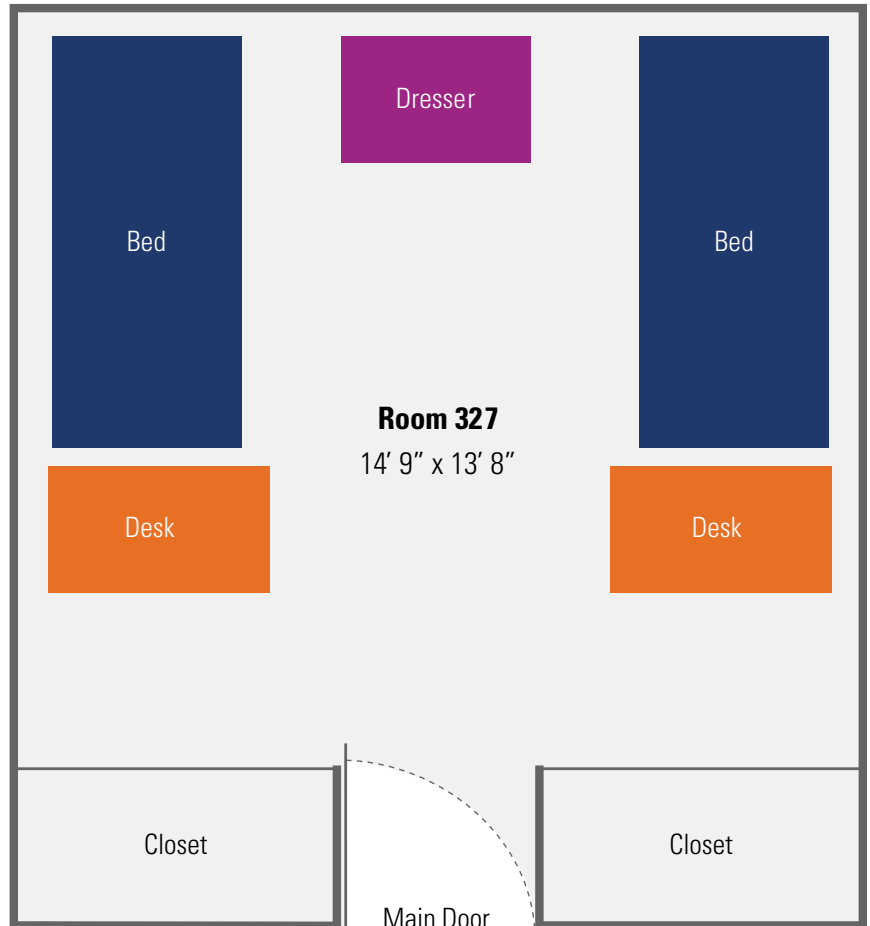 Dresser
Bed
Bed
Room 327
14′ 9″ x 13′ 8″
Desk
Desk
Closet
Closet
Main Door